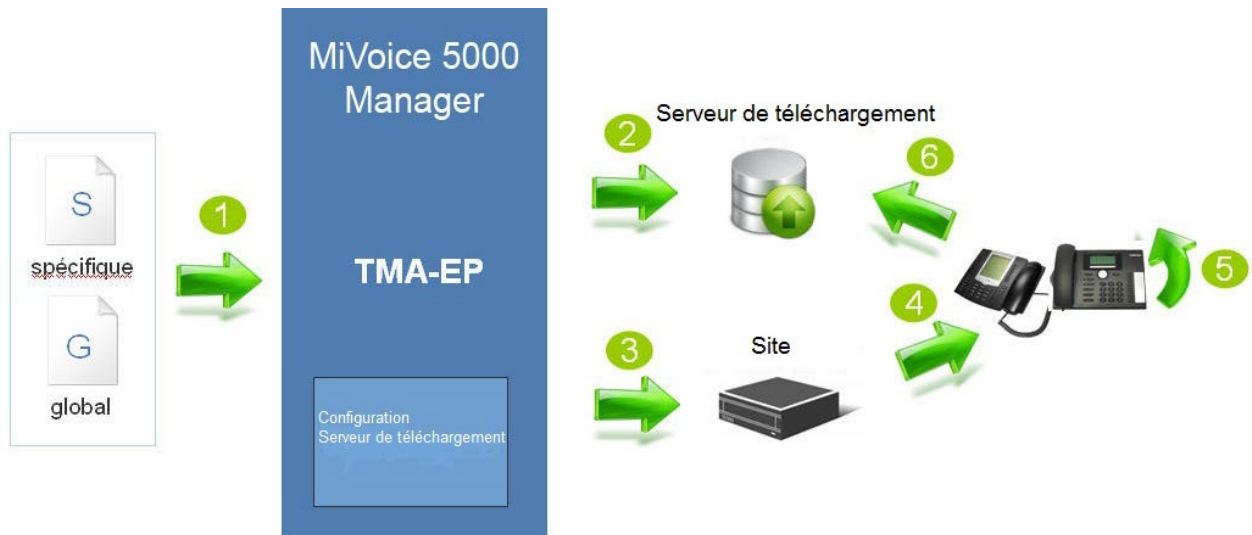 MiVoice 5000
Manager
TMA-EP
Configuration
Serveur de téléchargement
S
spécifique
G
global
1
2
Serveur de téléchargement
6
5
4
3
Site